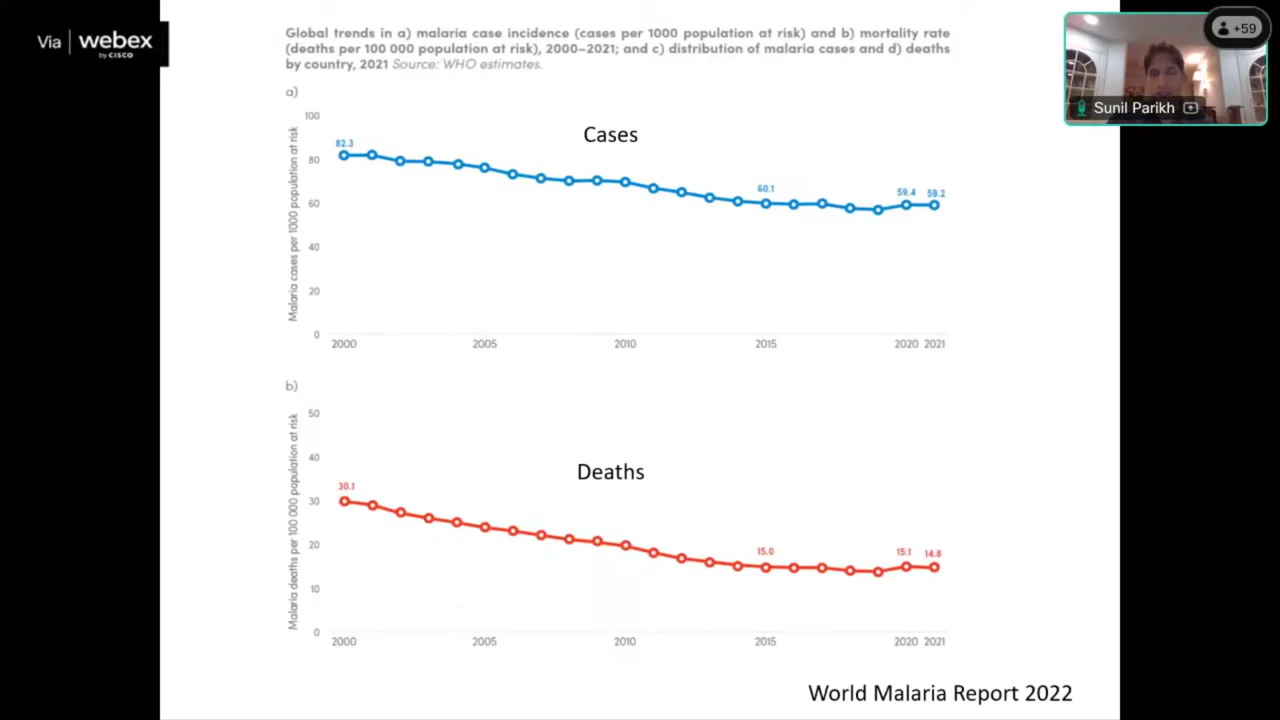 Via webex
by CISCO
+59
Sunil Parikh
Global trends in a) malaria case incidence (cases per 1000 population at risk) and b) mortality rate
(deaths per 100 000 population at risk), 2000–2021; and c) distribution of malaria cases and d) deaths
by country, 2021 Source: WHO estimates.
a)
Cases
Malaria cases per 1000 population at risk
100
80
60
40
20
0
82.3
60.1
59.4
59.2
2000 2005 2010 2015 2020 2021
b)
Deaths
Malaria deaths per 100 000 population at risk
50
40
30
20
10
0
30.1
15.0
15.1
14.8
2000 2005 2010 2015 2020 2021
World Malaria Report 2022